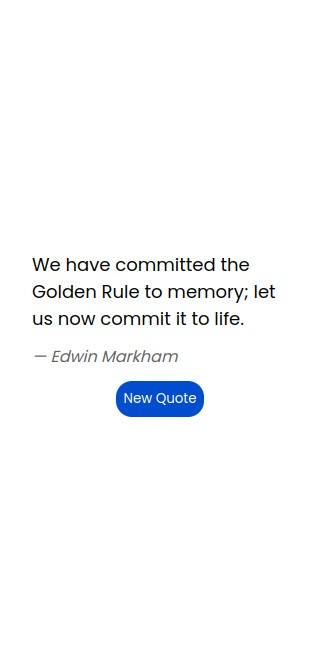 We have committed the
Golden Rule to memory; let
us now commit it to life.
— Edwin Markham
New Quote